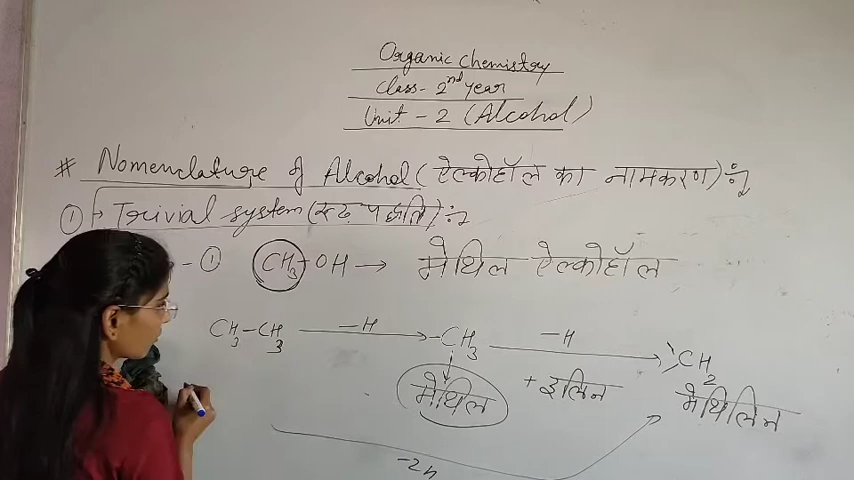 Organic Chemistry
Class - 2nd year
Unit - 2 (Alcohol)
# Nomenclature of Alcohol (ऐल्कोहॉल का नामकरण) :-
① → Trivial system (रूढ़ पद्धति) :-
- ① CH3-OH → मेथिल ऐल्कोहॉल
CH3-CH3 —H→ -CH3 —H→ CH2
मेथिल + इलिन मेथिलिन
-2H